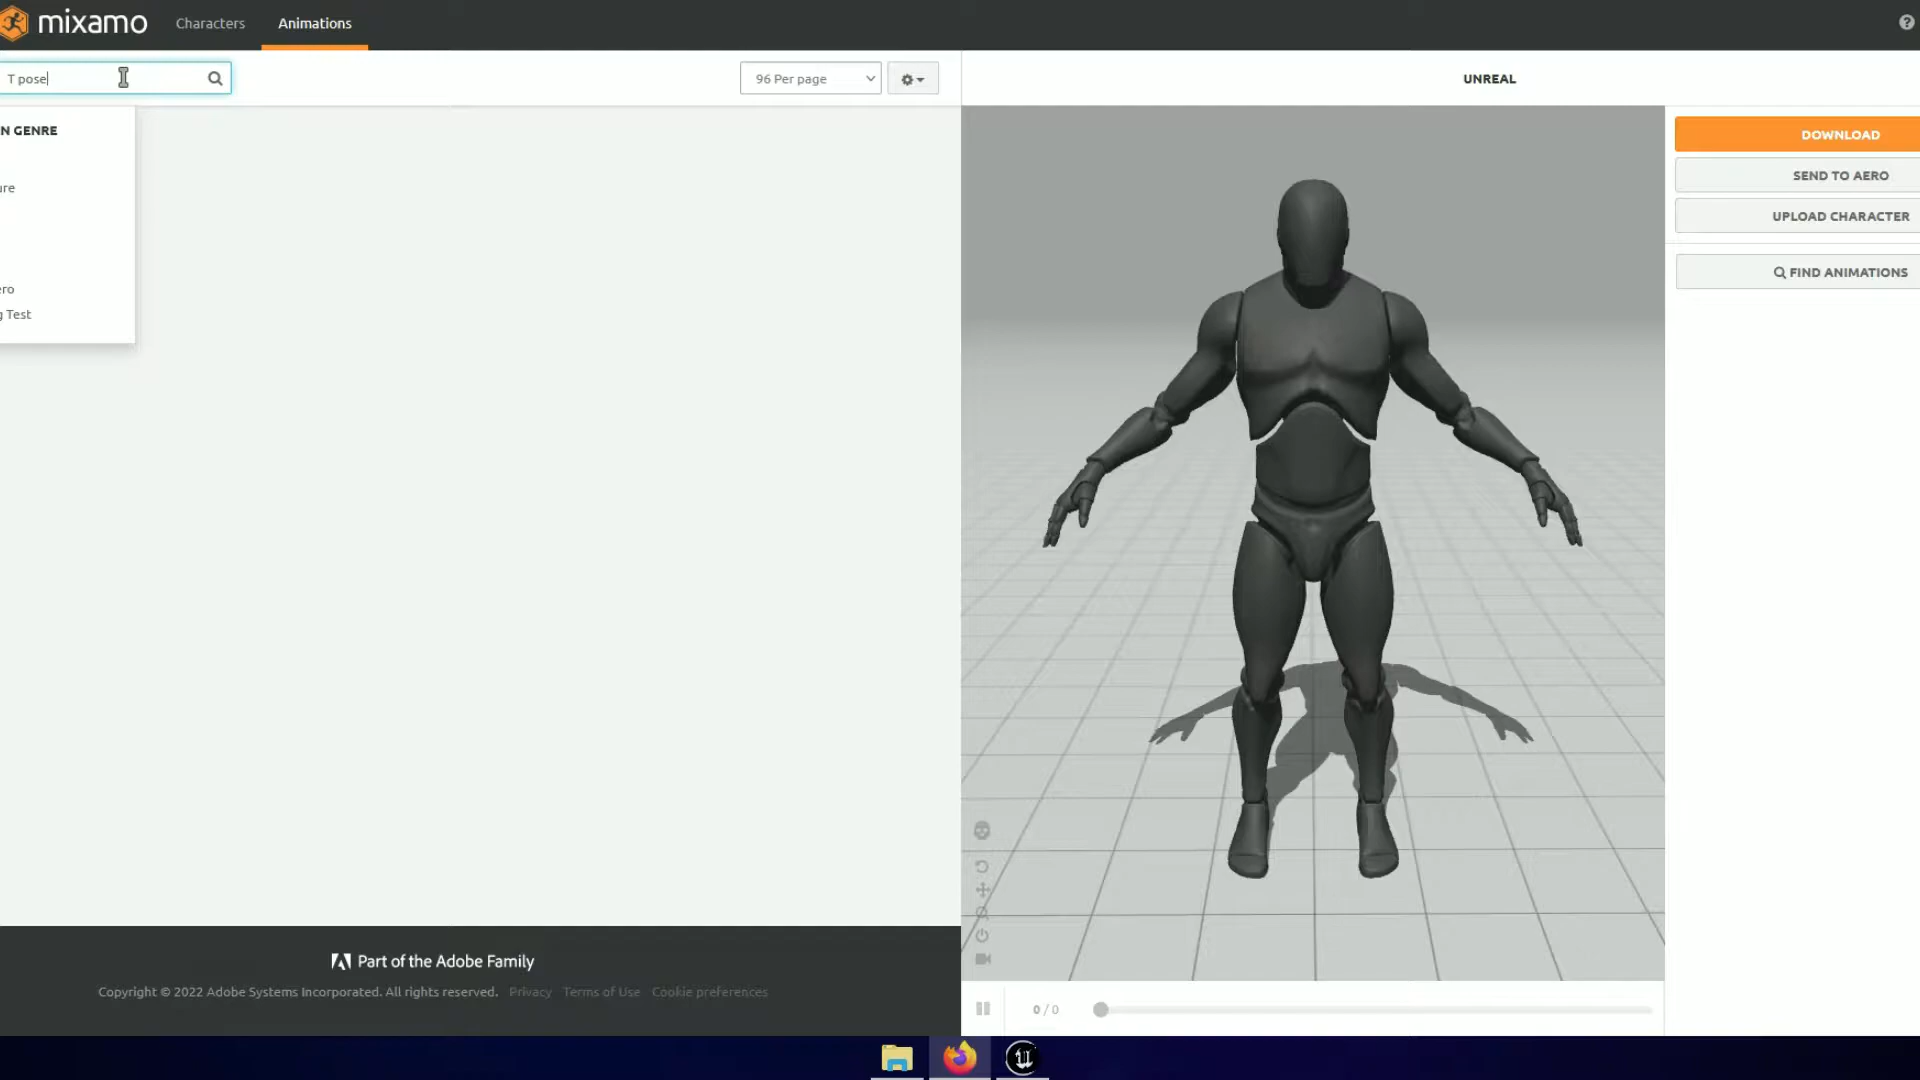 mixamo
Characters
Animations
T pose
96 Per page
UNREAL
N GENRE
ure
ero
g Test
DOWNLOAD
SEND TO AERO
UPLOAD CHARACTER
FIND ANIMATIONS
0 / 0
Part of the Adobe Family
Copyright © 2022 Adobe Systems Incorporated. All rights reserved. Privacy Terms of Use Cookie preferences